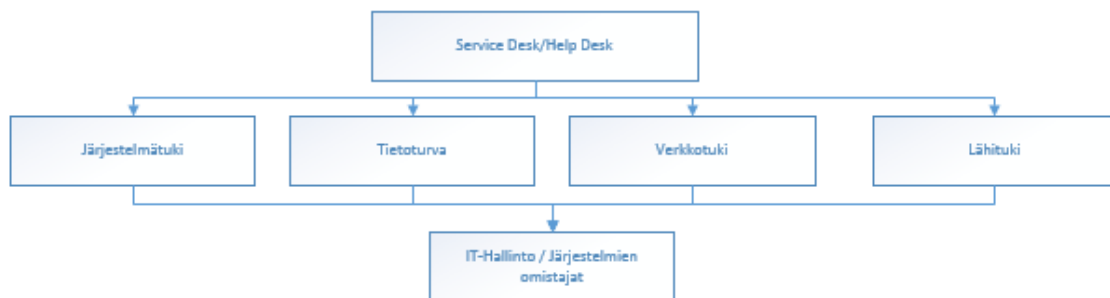 Service Desk/Help Desk
Järjestelmätuki
Tietoturva
Verkkotuki
Lähituki
IT-Hallinto / Järjestelmien
omistajat